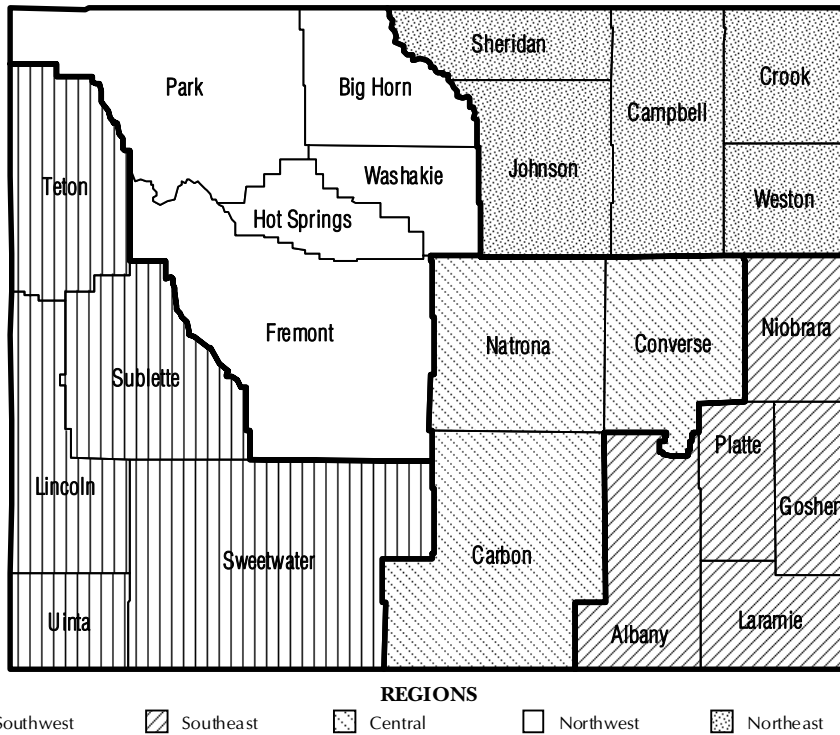 Sheridan
Park
Big Horn
Crook
Campbell
Johnson
Washakie
Teton
Weston
Hot Springs
Fremont
Niobrara
Natrona
Converse
Sublette
Platte
Lincoln
Goshen
Sweetwater
Carbon
Uinta
Laramie
Albany
REGIONS
Southwest Southeast Central Northwest Northeast